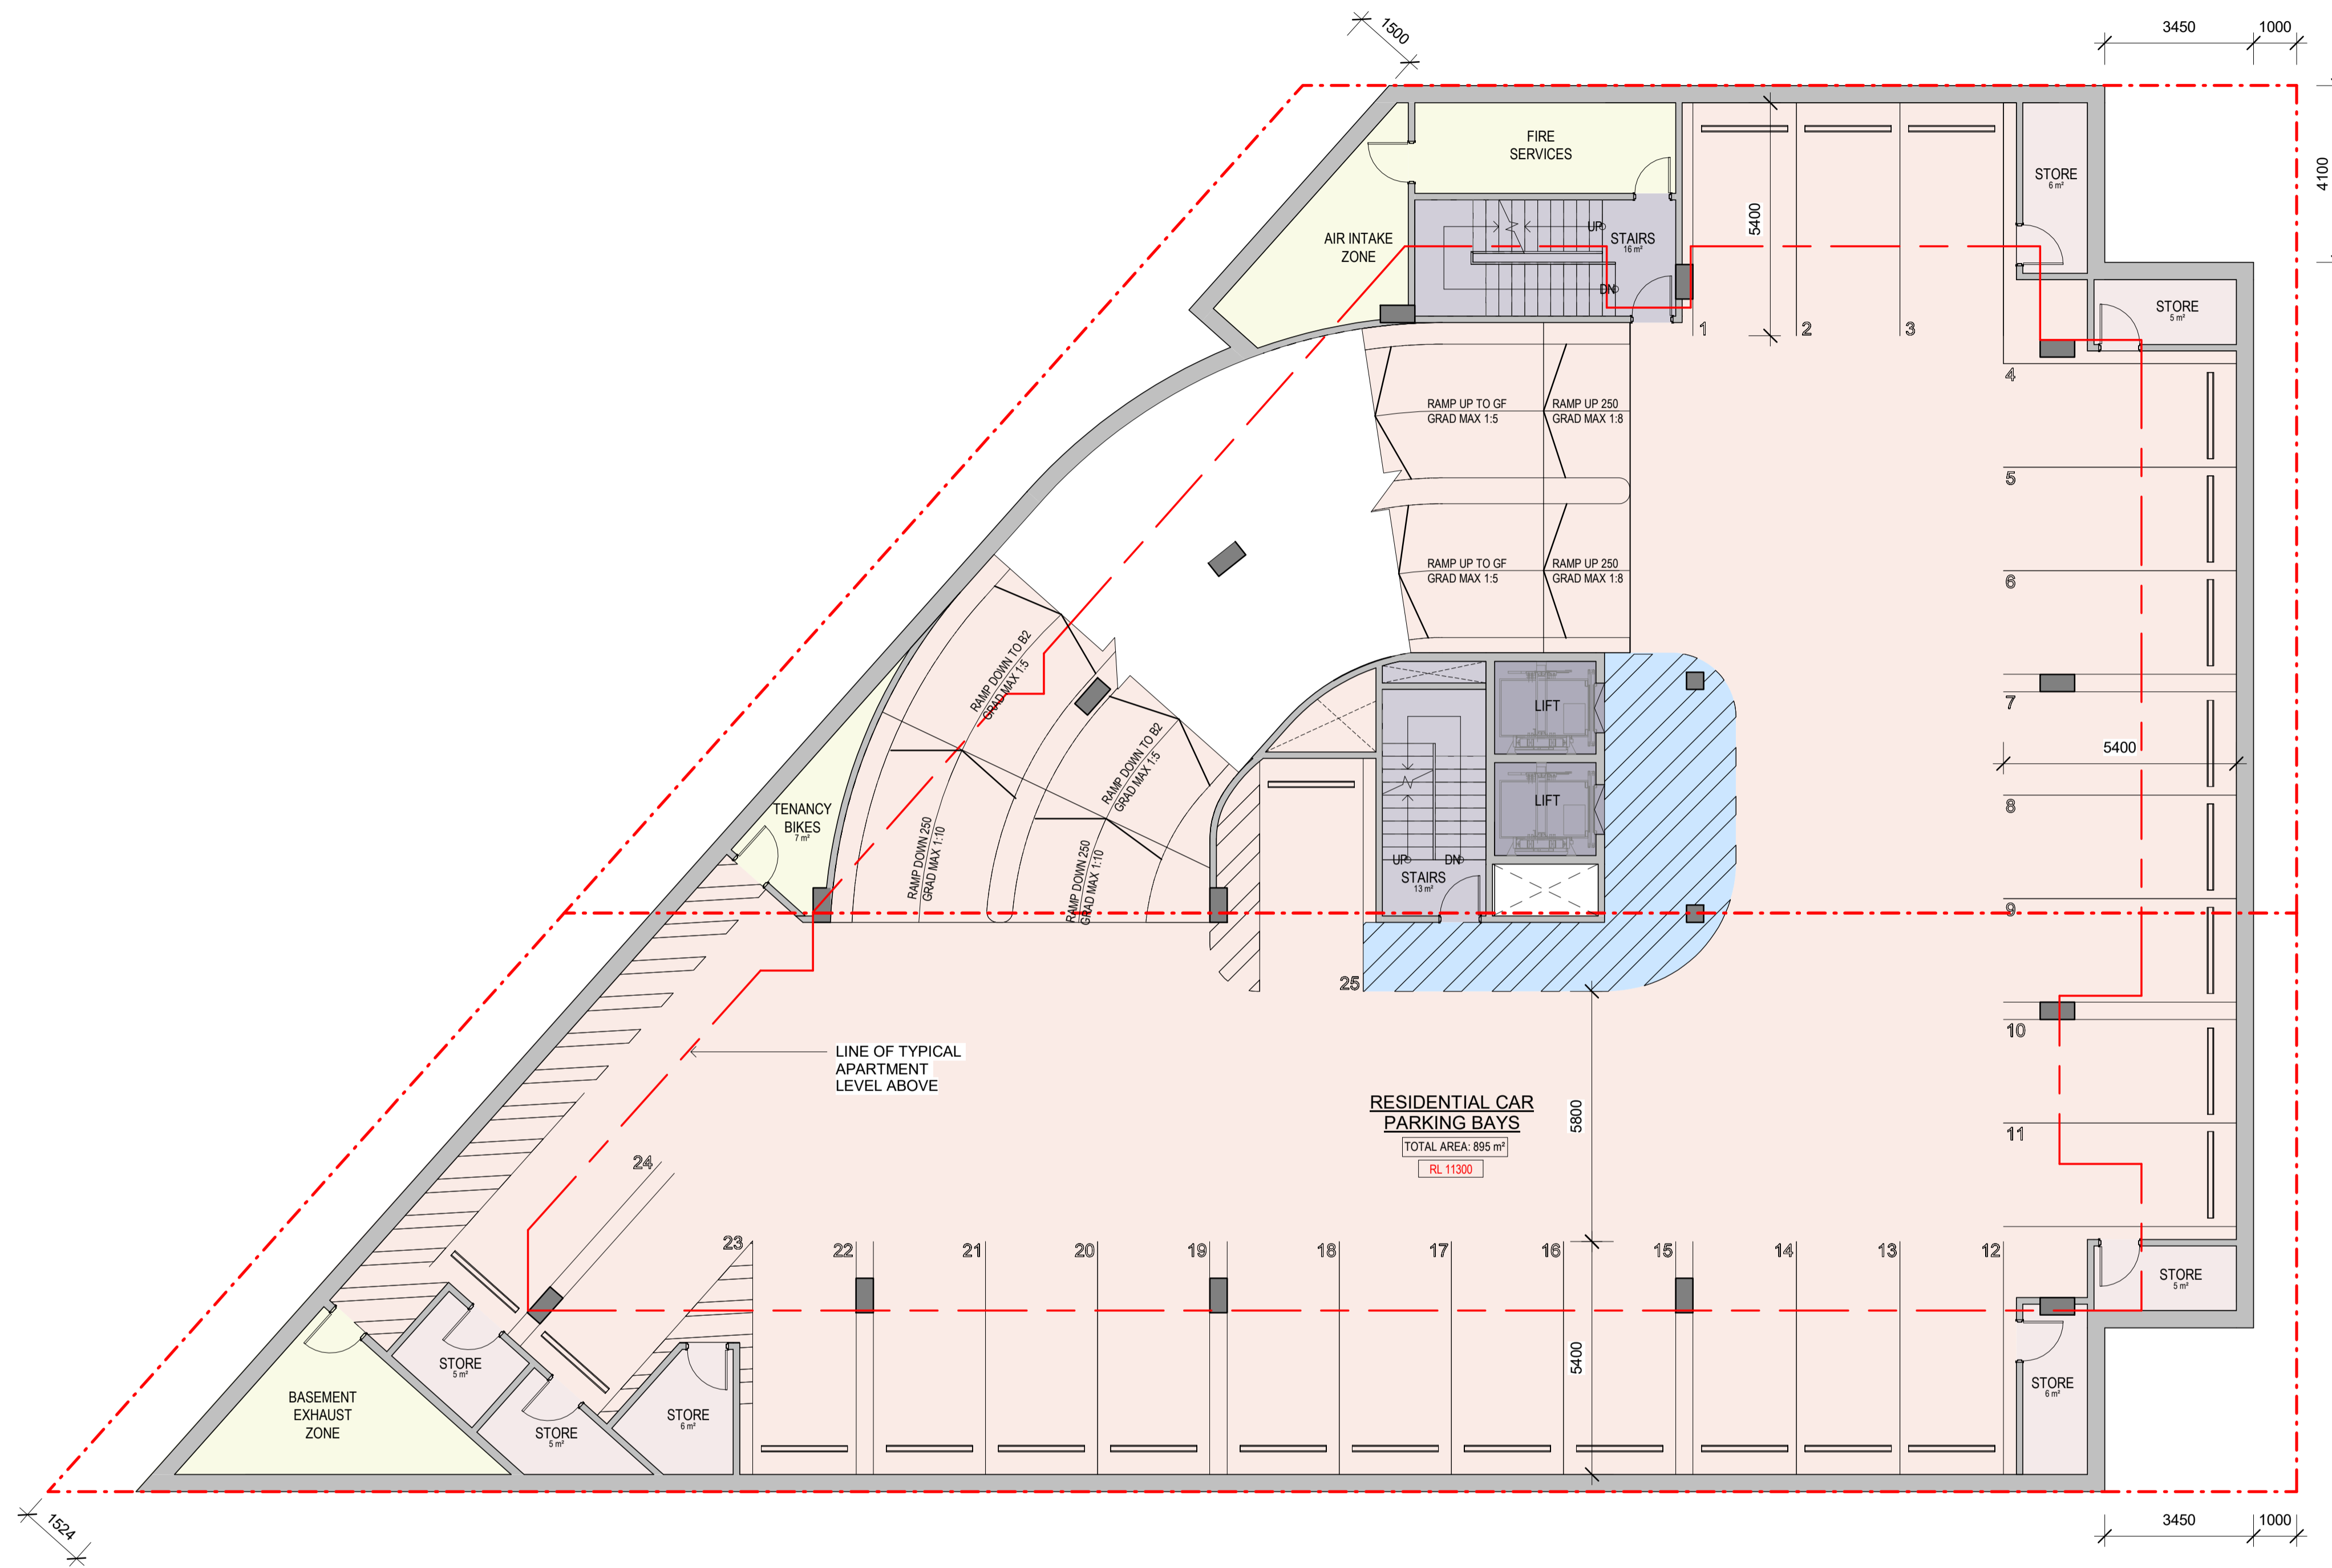 1500
3450
1000
4100
FIRE
SERVICES
STORE
6 m²
AIR INTAKE
ZONE
UP
STAIRS
16 m²
DN
5400
STORE
5 m²
1
2
3
4
RAMP UP TO GF
GRAD MAX 1:5
RAMP UP 250
GRAD MAX 1:8
5
RAMP UP TO GF
GRAD MAX 1:5
RAMP UP 250
GRAD MAX 1:8
6
RAMP DOWN TO B2
GRAD MAX 1:5
LIFT
7
RAMP DOWN TO B2
GRAD MAX 1:5
5400
TENANCY
BIKES
7 m²
LIFT
8
RAMP DOWN 250
GRAD MAX 1:10
RAMP DOWN 250
GRAD MAX 1:10
UP
DN
STAIRS
13 m²
9
25
10
LINE OF TYPICAL
APARTMENT
LEVEL ABOVE
RESIDENTIAL CAR
PARKING BAYS
TOTAL AREA: 895 m²
RL 11300
5800
11
24
23
22
21
20
19
18
17
16
15
14
13
12
STORE
5 m²
STORE
5 m²
BASEMENT
EXHAUST
ZONE
STORE
5 m²
STORE
6 m²
5400
STORE
6 m²
1524
3450
1000